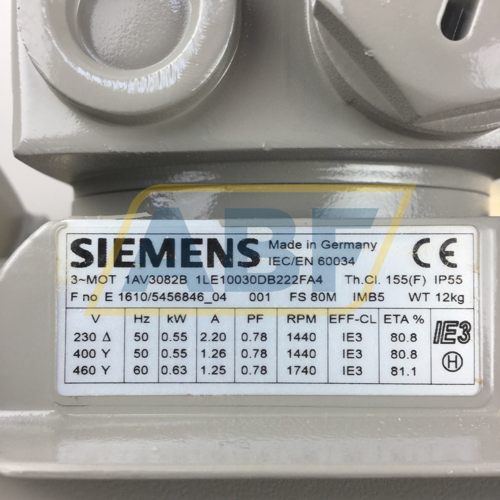 ABF
SIEMENS Made in Germany IEC/EN 60034 CE
3~MOT 1AV3082B 1LE10030DB222FA4 Th.Cl. 155(F) IP55
F no E 1610/5456846_04 001 FS 80M IMB5 WT 12kg
V Hz kW A PF RPM EFF-CL ETA %
230 Δ 50 0.55 2.20 0.78 1440 IE3 80.8 IE3
400 Y 50 0.55 1.26 0.78 1440 IE3 80.8 H
460 Y 60 0.63 1.25 0.78 1740 IE3 81.1